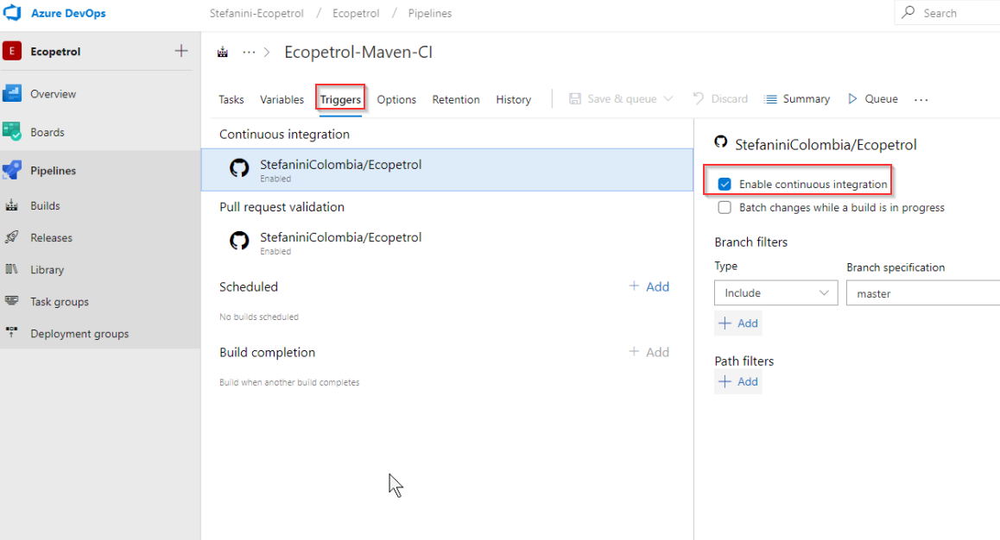 Azure DevOps
Stefanini-Ecopetrol / Ecopetrol / Pipelines
Search
E Ecopetrol
Overview
Boards
Pipelines
Builds
Releases
Library
Task groups
Deployment groups
... > Ecopetrol-Maven-CI
Tasks Variables Triggers Options Retention History Save & queue Discard Summary Queue ...
Continuous integration
StefaniniColombia/Ecopetrol
Enabled
Pull request validation
StefaniniColombia/Ecopetrol
Enabled
Scheduled
+ Add
No builds scheduled
Build completion
+ Add
Build when another build completes
StefaniniColombia/Ecopetrol
Enable continuous integration
Batch changes while a build is in progress
Branch filters
Type Branch specification
Include master
+ Add
Path filters
+ Add